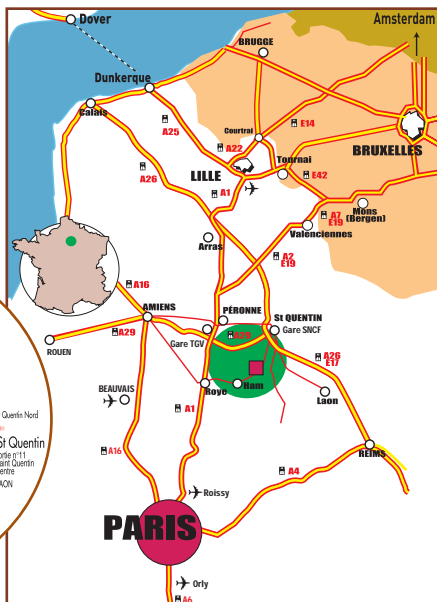 Dover
Amsterdam
BRUGGE
Dunkerque
Calais
A25
Courtrai
E14
A22
BRUXELLES
LILLE
Tournai
A26
E42
A1
Mons
(Bergen)
A7
E19
Valenciennes
Arras
A2
E19
A16
AMIENS
PÉRONNE
St QUENTIN
Gare SNCF
A29
A29
Gare TGV
ROUEN
A26
E17
BEAUVAIS
Roye
Ham
Laon
Quentin Nord
A1
St Quentin
ortie n°11
aint Quentin
entre
AON
A16
REIMS
A4
Roissy
PARIS
Orly
A6